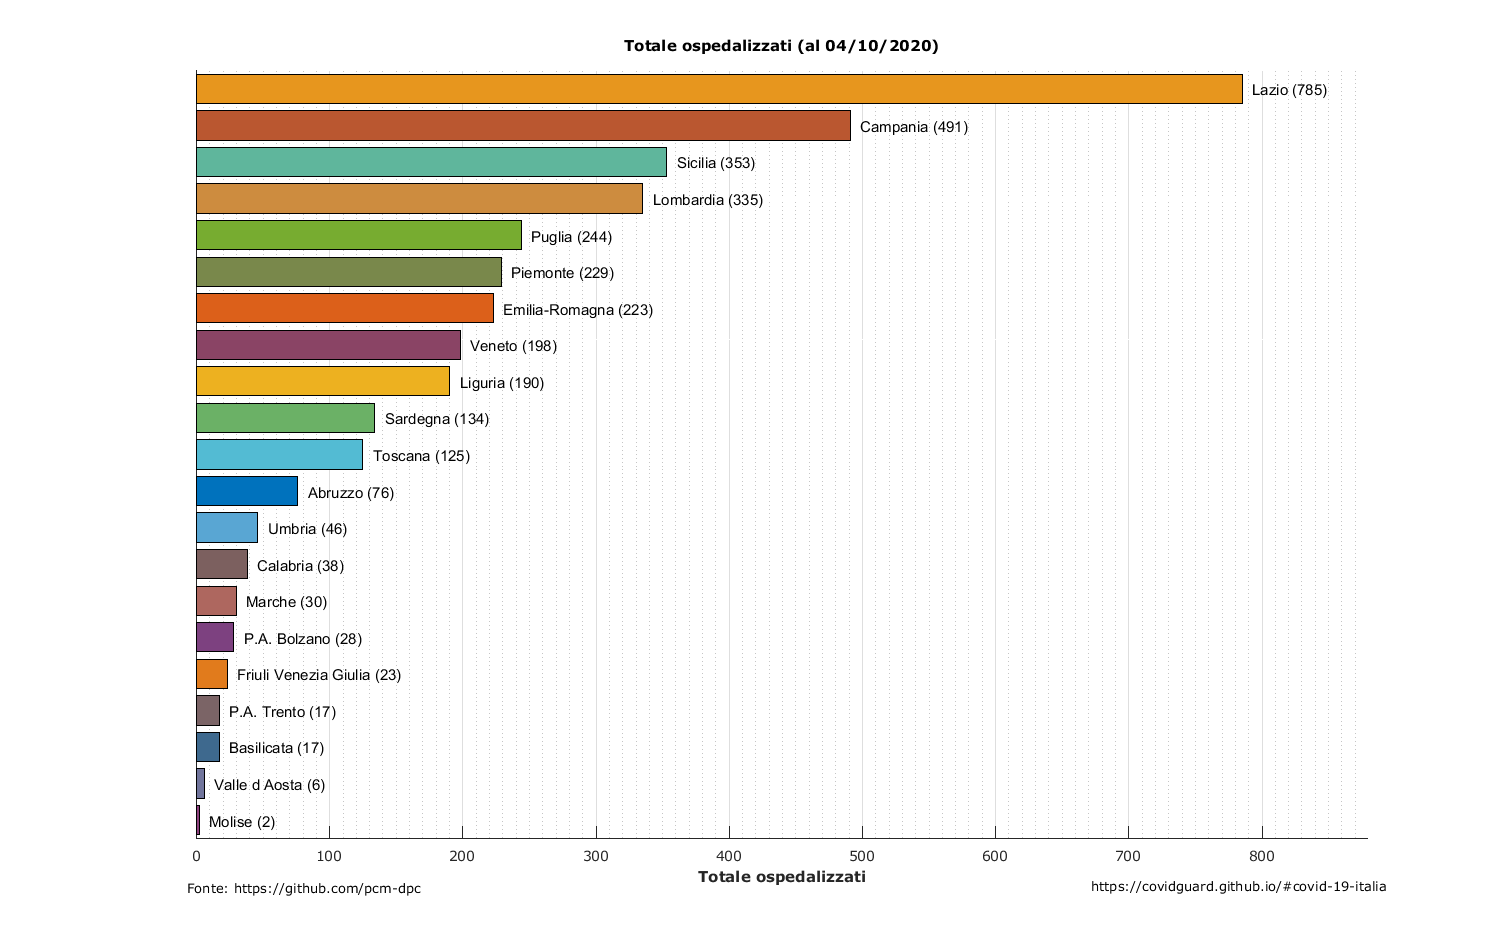 Totale ospedalizzati (al 04/10/2020)
Lazio (785)
Campania (491)
Sicilia (353)
Lombardia (335)
Puglia (244)
Piemonte (229)
Emilia-Romagna (223)
Veneto (198)
Liguria (190)
Sardegna (134)
Toscana (125)
Abruzzo (76)
Umbria (46)
Calabria (38)
Marche (30)
P.A. Bolzano (28)
Friuli Venezia Giulia (23)
P.A. Trento (17)
Basilicata (17)
Valle d Aosta (6)
Molise (2)
0 100 200 300 400 500 600 700 800
Totale ospedalizzati
Fonte: https://github.com/pcm-dpc
https://covidguard.github.io/#covid-19-italia